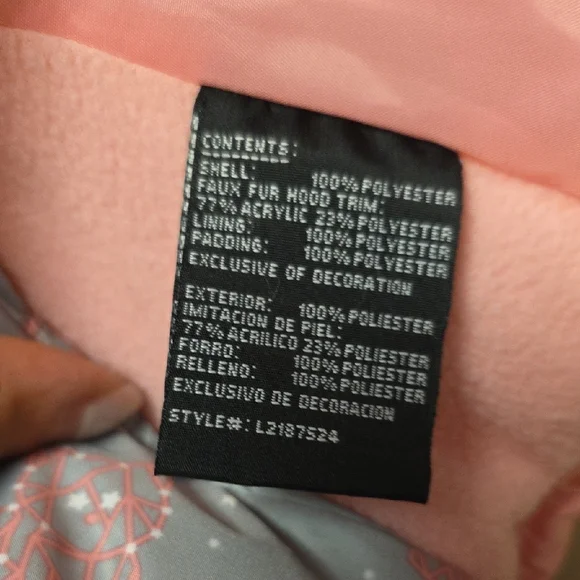 CONTENTS:
SHELL: 100% POLYESTER
FAUX FUR HOOD TRIM:
77% ACRYLIC 23% POLYESTER
LINING: 100% POLYESTER
PADDING: 100% POLYESTER
EXCLUSIVE OF DECORATION
EXTERIOR: 100% POLIESTER
IMITACION DE PIEL:
77% ACRILICO 23% POLIESTER
FORRO: 100% POLIESTER
RELLENO: 100% POLIESTER
EXCLUSIVO DE DECORACION
STYLE#: L2187524